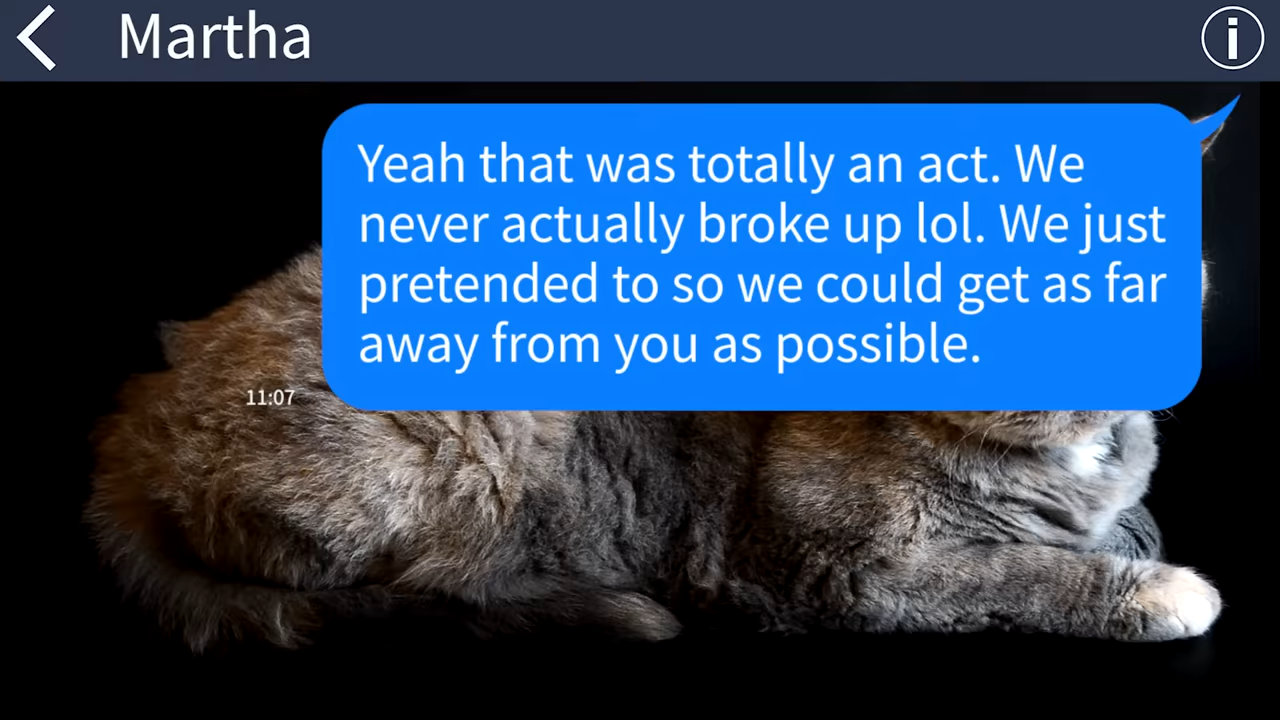 Martha
Yeah that was totally an act. We
never actually broke up lol. We just
pretended to so we could get as far
away from you as possible.
11:07